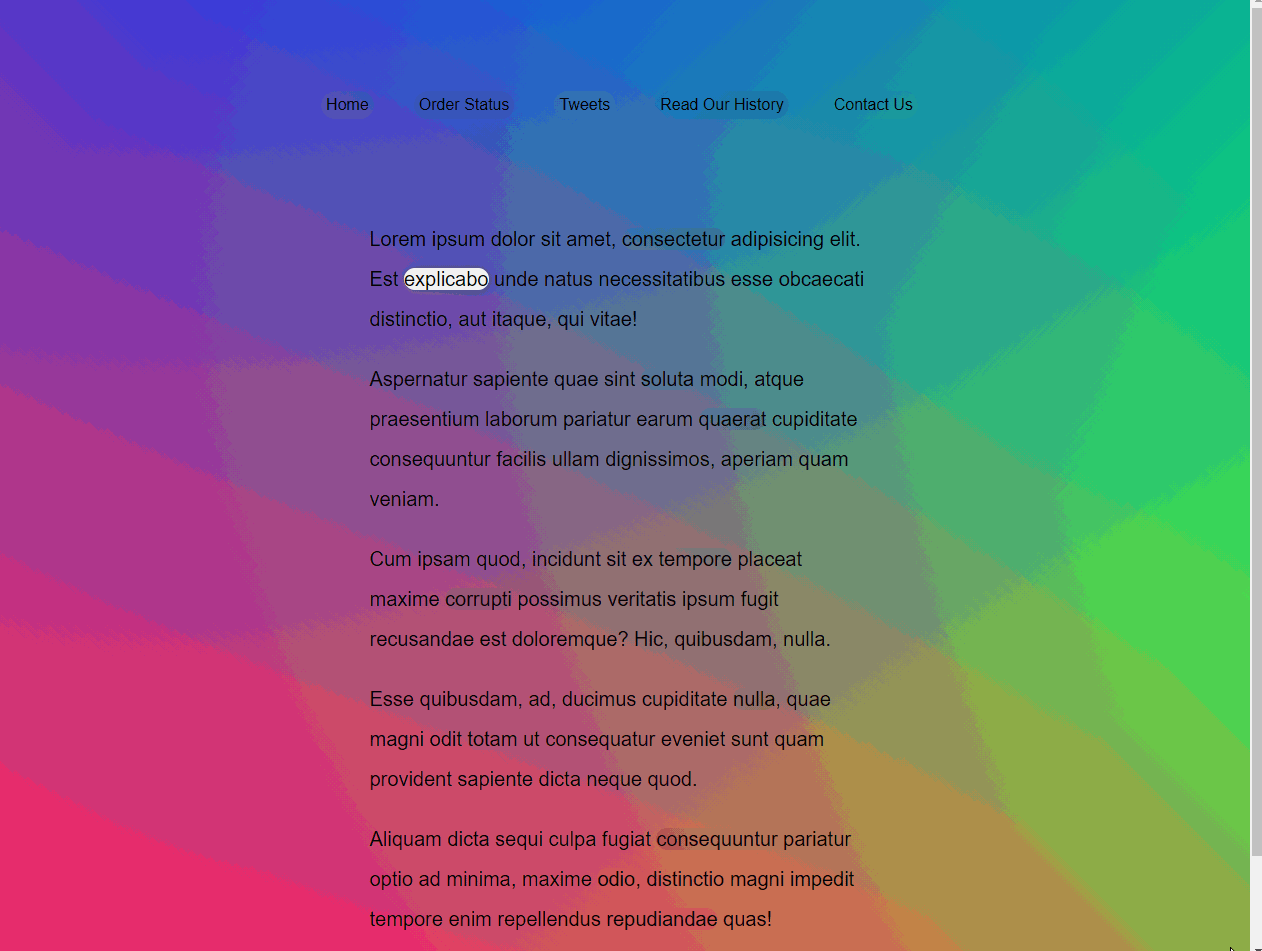 Home Order Status Tweets Read Our History Contact Us
Lorem ipsum dolor sit amet, consectetur adipisicing elit.
Est explicabo unde natus necessitatibus esse obcaecati
distinctio, aut itaque, qui vitae!
Aspernatur sapiente quae sint soluta modi, atque
praesentium laborum pariatur earum quaerat cupiditate
consequuntur facilis ullam dignissimos, aperiam quam
veniam.
Cum ipsam quod, incidunt sit ex tempore placeat
maxime corrupti possimus veritatis ipsum fugit
recusandae est doloremque? Hic, quibusdam, nulla.
Esse quibusdam, ad, ducimus cupiditate nulla, quae
magni odit totam ut consequatur eveniet sunt quam
provident sapiente dicta neque quod.
Aliquam dicta sequi culpa fugiat consequuntur pariatur
optio ad minima, maxime odio, distinctio magni impedit
tempore enim repellendus repudiandae quas!